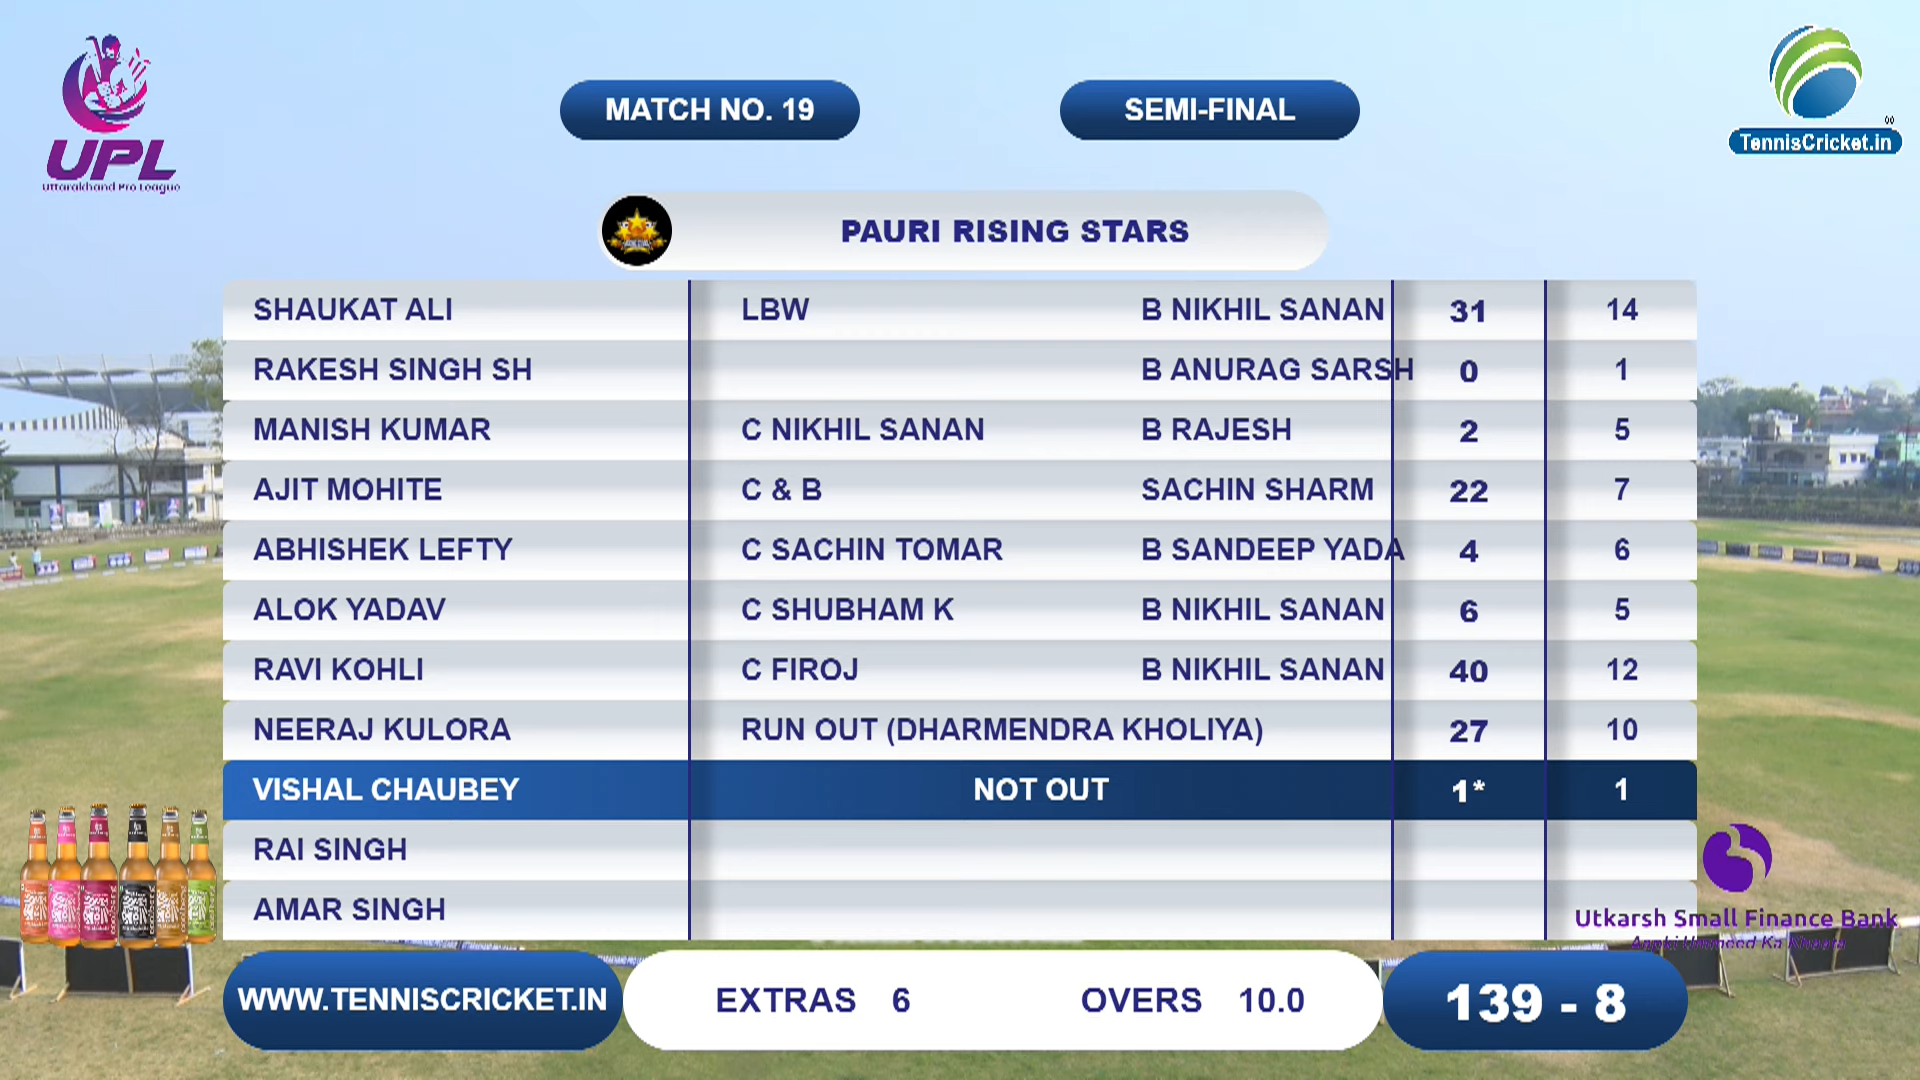 UPL
Uttarakhand Pro League
MATCH NO. 19
SEMI-FINAL
TennisCricket.in
PAURI RISING STARS
SHAUKAT ALI LBW B NIKHIL SANAN 31 14
RAKESH SINGH SH B ANURAG SARSH 0 1
MANISH KUMAR C NIKHIL SANAN B RAJESH 2 5
AJIT MOHITE C & B SACHIN SHARM 22 7
ABHISHEK LEFTY C SACHIN TOMAR B SANDEEP YADA 4 6
ALOK YADAV C SHUBHAM K B NIKHIL SANAN 6 5
RAVI KOHLI C FIROJ B NIKHIL SANAN 40 12
NEERAJ KULORA RUN OUT (DHARMENDRA KHOLIYA) 27 10
VISHAL CHAUBEY NOT OUT 1* 1
RAI SINGH
AMAR SINGH
Utkarsh Small Finance Bank
Aapki Ummeed Ka Khaata
WWW.TENNISCRICKET.IN EXTRAS 6 OVERS 10.0 139 - 8